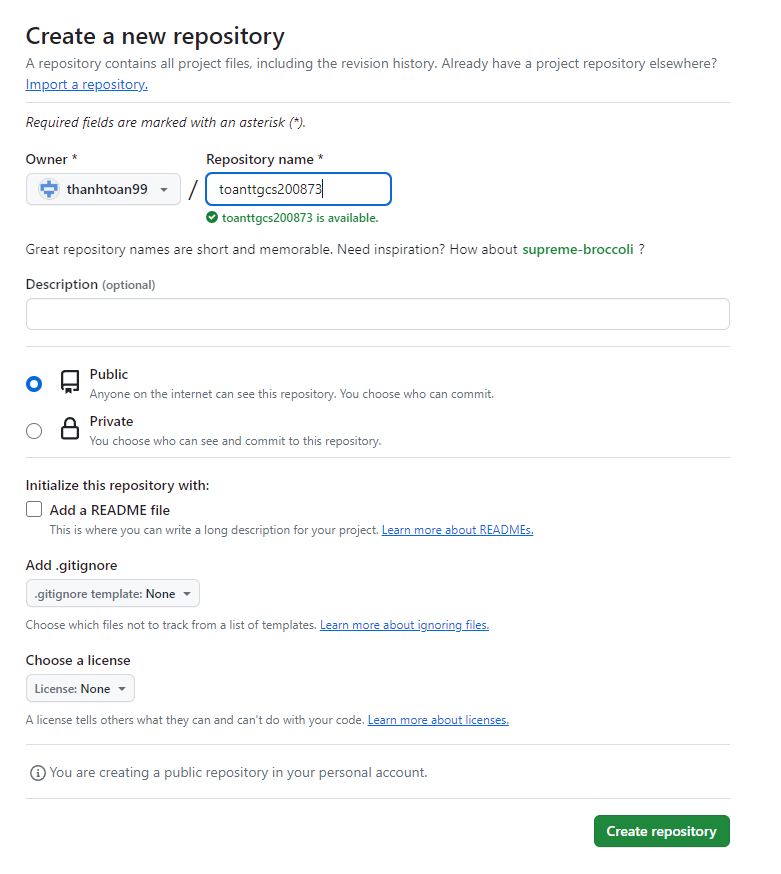 Create a new repository
A repository contains all project files, including the revision history. Already have a project repository elsewhere?
Import a repository.
Required fields are marked with an asterisk (*).
Owner * Repository name *
thanhtoan99 / toanttgcs200873
toanttgcs200873 is available.
Great repository names are short and memorable. Need inspiration? How about supreme-broccoli ?
Description (optional)
Public
Anyone on the internet can see this repository. You choose who can commit.
Private
You choose who can see and commit to this repository.
Initialize this repository with:
Add a README file
This is where you can write a long description for your project. Learn more about READMEs.
Add .gitignore
.gitignore template: None
Choose which files not to track from a list of templates. Learn more about ignoring files.
Choose a license
License: None
A license tells others what they can and can't do with your code. Learn more about licenses.
You are creating a public repository in your personal account.
Create repository